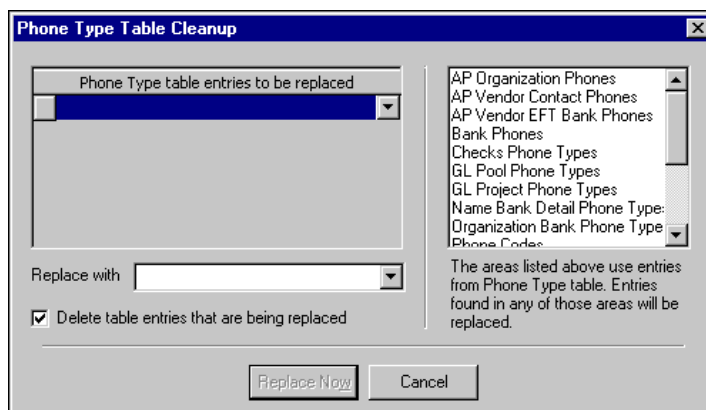 Phone Type Table Cleanup
Phone Type table entries to be replaced
Replace with
Delete table entries that are being replaced
AP Organization Phones
AP Vendor Contact Phones
AP Vendor EFT Bank Phones
Bank Phones
Checks Phone Types
GL Pool Phone Types
GL Project Phone Types
Name Bank Detail Phone Type
Organization Bank Phone Type
Phone Codes
The areas listed above use entries
from Phone Type table. Entries
found in any of those areas will be
replaced.
Replace Now
Cancel